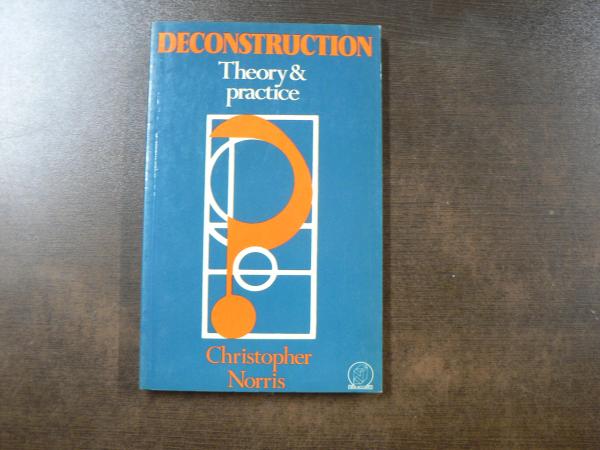 DECONSTRUCTION
Theory &
practice
Christopher
Norris